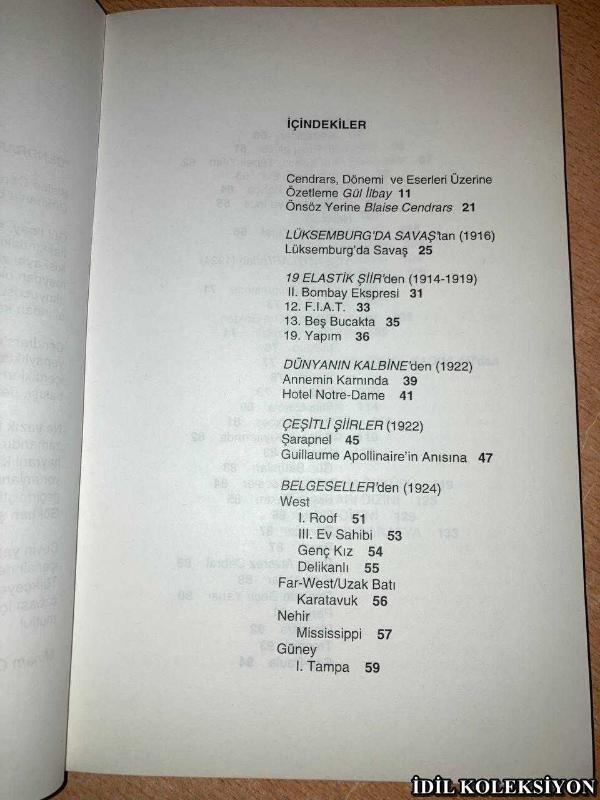 İÇİNDEKİLER
Cendrars, Dönemi ve Eserleri Üzerine
Özetleme Gül İlbay 11
Önsöz Yerine Blaise Cendrars 21
LÜKSEMBURG'DA SAVAŞ'tan (1916)
Lüksemburg'da Savaş 25
19 ELASTİK ŞİİR'den (1914-1919)
II. Bombay Ekspresi 31
12. F.I.A.T. 33
13. Beş Bucakta 35
19. Yapım 36
DÜNYANIN KALBİNE'den (1922)
Annemin Karnında 39
Hotel Notre-Dame 41
ÇEŞİTLİ ŞİİRLER (1922)
Şarapnel 45
Guillaume Apollinaire'in Anısına 47
BELGESELLER'den (1924)
West
I. Roof 51
III. Ev Sahibi 53
Genç Kız 54
Delikanlı 55
Far-West/Uzak Batı
Karatavuk 56
Nehir
Mississippi 57
Güney
I. Tampa 59
İDİL KOLEKSİYON